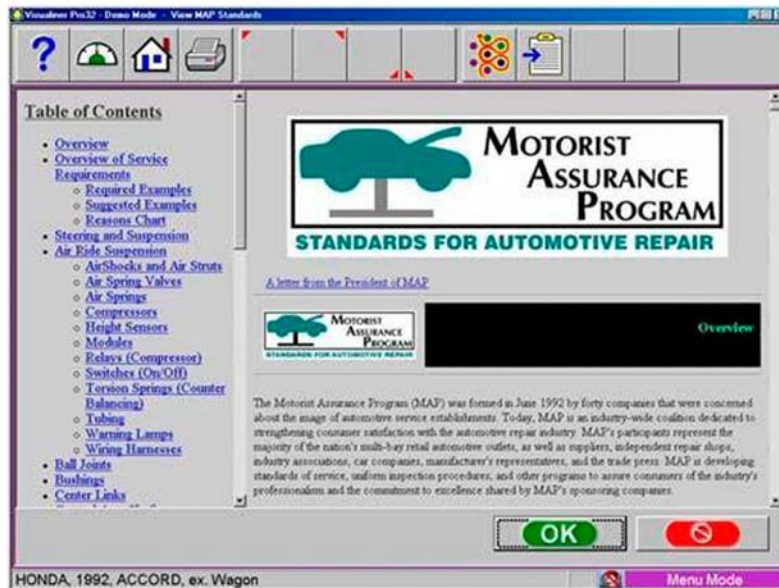 Visualiner Pro32 - Demo Mode - View MAP Standards
?
Table of Contents
Overview
Overview of Service
Requirements
Required Examples
Suggested Examples
Reasons Chart
Steering and Suspension
Air Ride Suspension
AirShocks and Air Struts
Air Spring Valves
Air Springs
Compressors
Height Sensors
Modules
Relays (Compressor)
Switches (On/Off)
Torsion Springs (Counter
Balancing)
Tubing
Warning Lamps
Wiring Harnesses
Ball Joints
Bushings
Center Links
MOTORIST
ASSURANCE
PROGRAM
STANDARDS FOR AUTOMOTIVE REPAIR
A letter from the President of MAP
MOTORIST
ASSURANCE
PROGRAM
STANDARDS FOR AUTOMOTIVE REPAIR
Overview
The Motorist Assurance Program (MAP) was formed in June 1992 by forty companies that were concerned
about the image of automotive service establishments. Today, MAP is an industry-wide coalition dedicated to
strengthening consumer satisfaction with the automotive repair industry. MAP's participants represent the
majority of the nation's multi-bay retail automotive outlets, as well as suppliers, independent repair shops,
industry associations, car companies, manufacturer's representatives, and the trade press. MAP is developing
standards of service, uniform inspection procedures, and other programs to assure consumers of the industry's
professionalism and the commitment to excellence shared by MAP's sponsoring companies.
OK
HONDA, 1992, ACCORD, ex. Wagon
Menu Mode